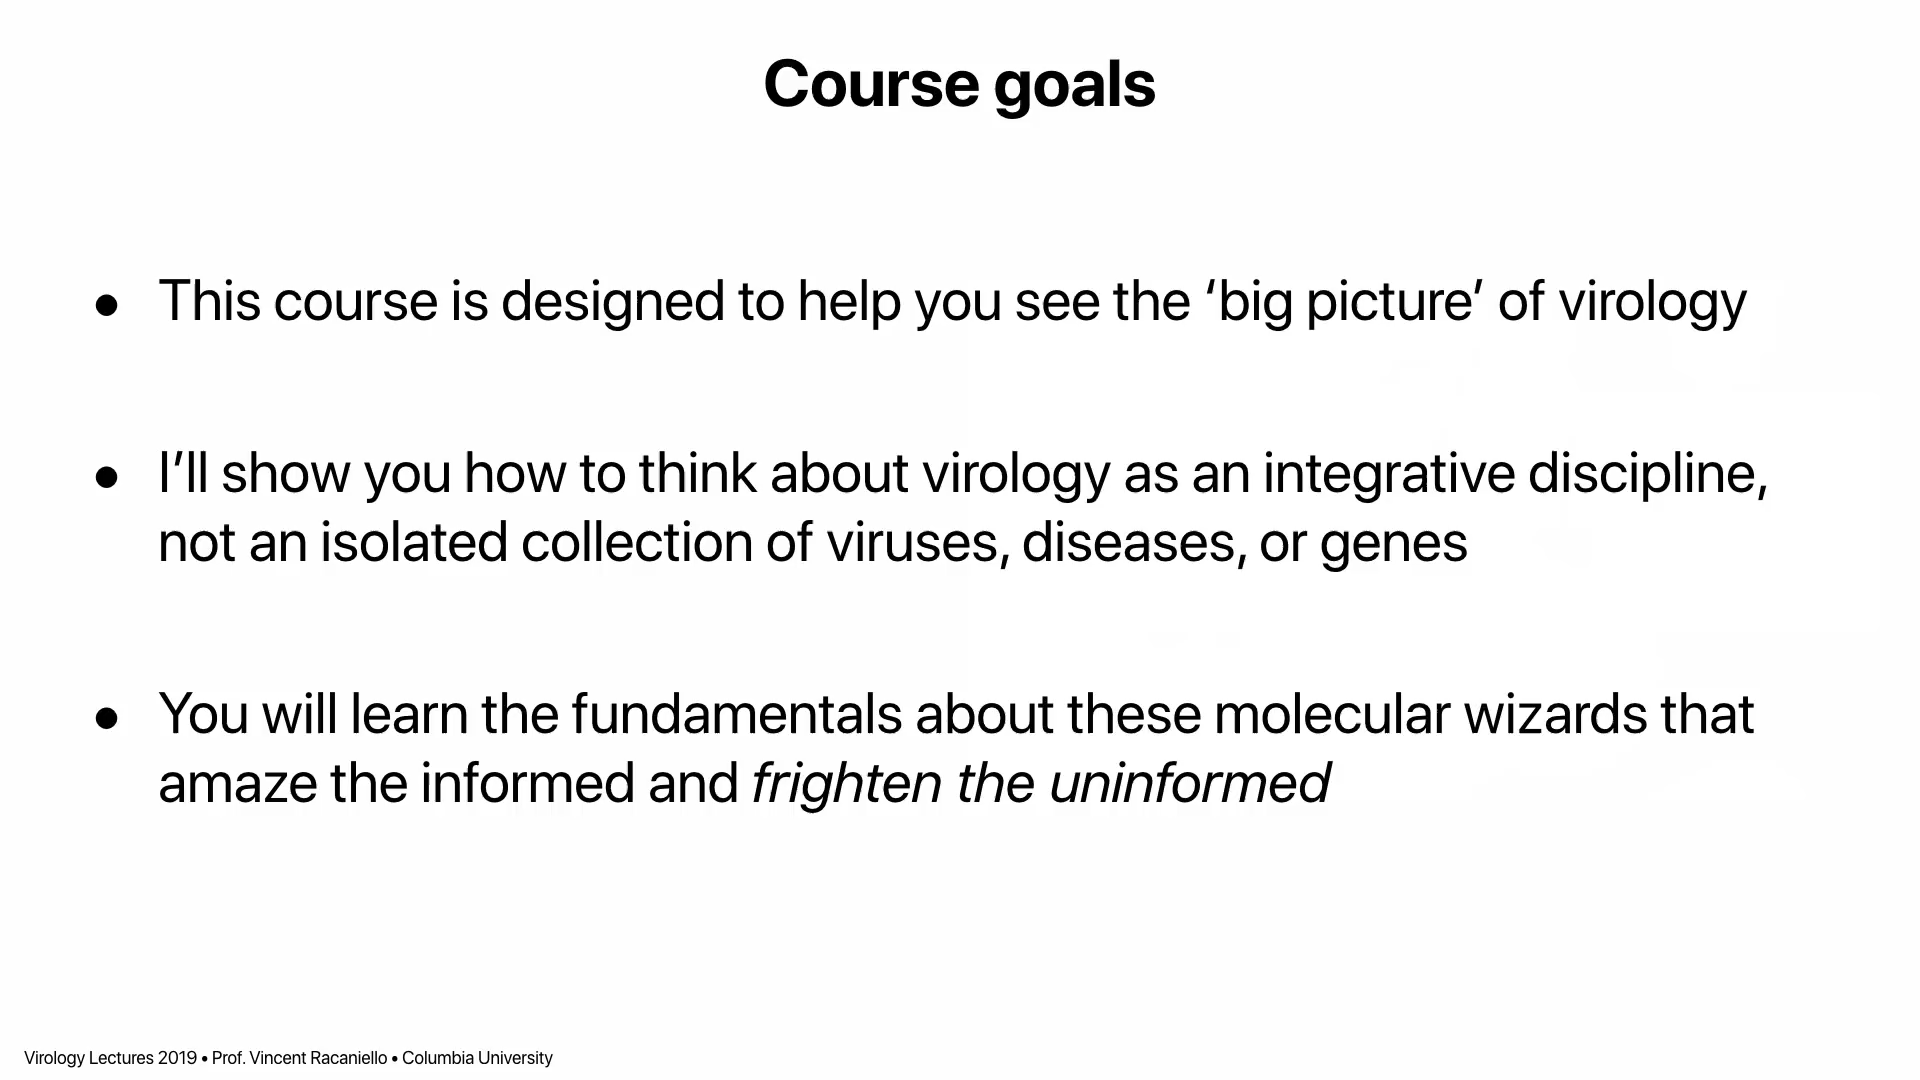 Course goals
• This course is designed to help you see the ‘big picture’ of virology
• I’ll show you how to think about virology as an integrative discipline,
not an isolated collection of viruses, diseases, or genes
• You will learn the fundamentals about these molecular wizards that
amaze the informed and frighten the uninformed
Virology Lectures 2019 • Prof. Vincent Racaniello • Columbia University